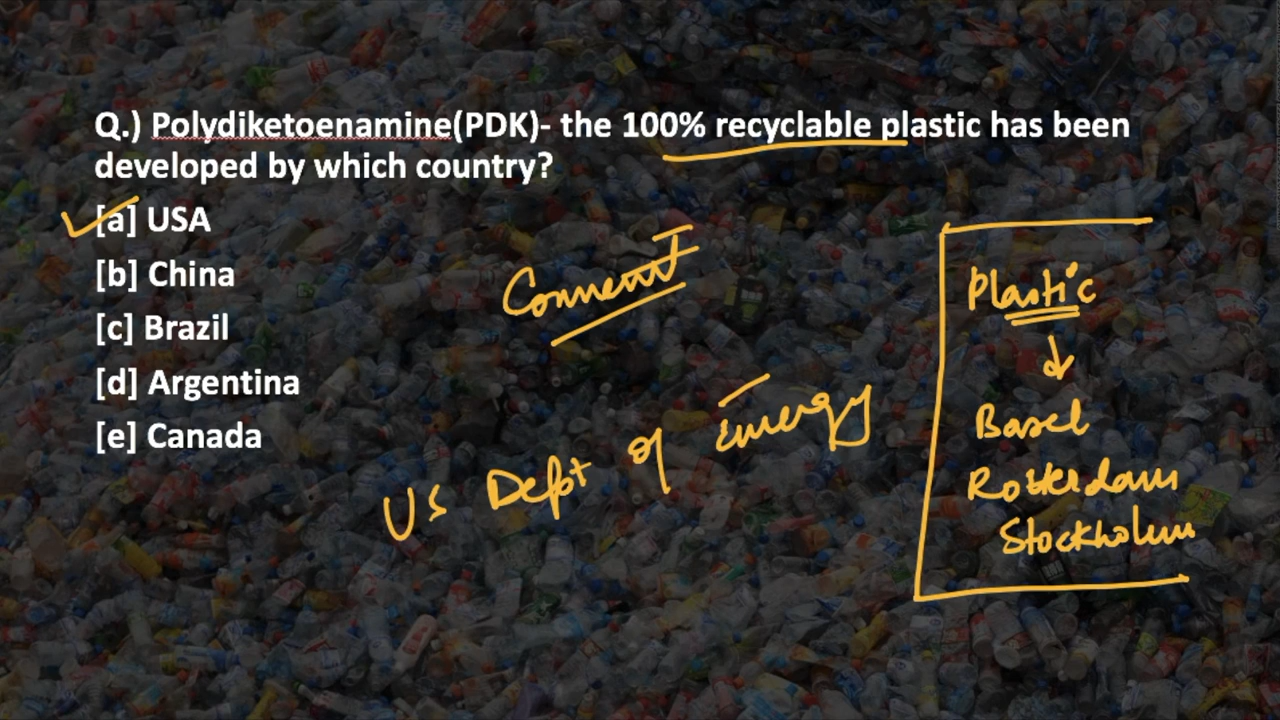 Q.) Polydiketoenamine(PDK)- the 100% recyclable plastic has been
developed by which country?
[a] USA
[b] China
[c] Brazil
[d] Argentina
[e] Canada
Comment
US Dept of Energy
Plastic
Basel
Rotterdam
Stockholm